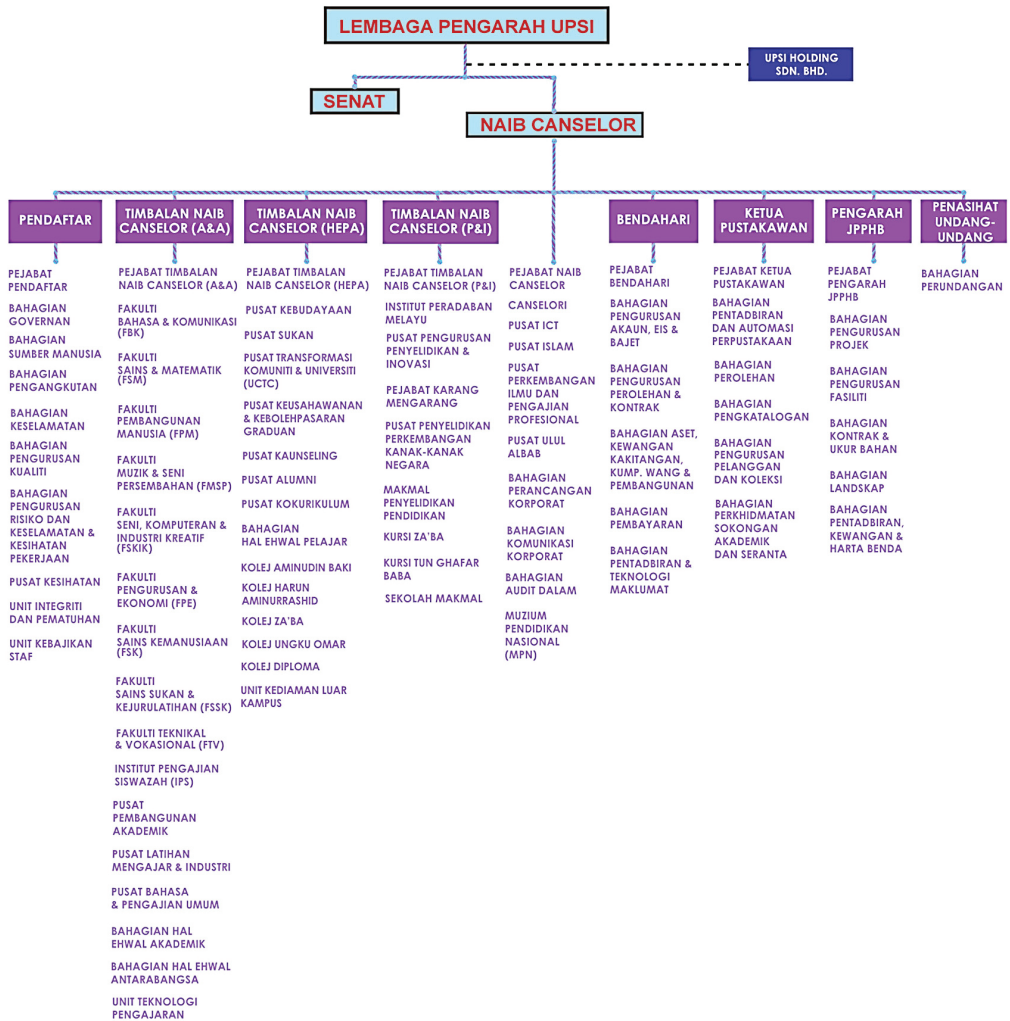 LEMBAGA PENGARAH UPSI
UPSI HOLDING
SDN. BHD.
SENAT
NAIB CANSELOR
PENDAFTAR
PEJABAT
PENDAFTAR
BAHAGIAN
GOVERNAN
BAHAGIAN
SUMBER MANUSIA
BAHAGIAN
PENGANGKUTAN
BAHAGIAN
KESELAMATAN
BAHAGIAN
PENGURUSAN
KUALITI
BAHAGIAN
PENGURUSAN
RISIKO DAN
KESELAMATAN &
KESIHATAN
PEKERJAAN
PUSAT KESIHATAN
UNIT INTEGRITI
DAN PEMATUHAN
UNIT KEBAJIKAN
STAF
TIMBALAN NAIB
CANSELOR (A&A)
PEJABAT TIMBALAN
NAIB CANSELOR (A&A)
FAKULTI
BAHASA & KOMUNIKASI
(FBK)
FAKULTI
SAINS & MATEMATIK
(FSM)
FAKULTI
PEMBANGUNAN
MANUSIA (FPM)
FAKULTI
MUZIK & SENI
PERSEMBAHAN (FMSP)
FAKULTI
SENI, KOMPUTERAN &
INDUSTRI KREATIF
(FSKIK)
FAKULTI
PENGURUSAN &
EKONOMI (FPE)
FAKULTI
SAINS KEMANUSIAAN
(FSK)
FAKULTI
SAINS SUKAN &
KEJURULATIHAN (FSSK)
FAKULTI TEKNIKAL
& VOKASIONAL (FTV)
INSTITUT PENGAJIAN
SISWAZAH (IPS)
PUSAT
PEMBANGUNAN
AKADEMIK
PUSAT LATIHAN
MENGAJAR & INDUSTRI
PUSAT BAHASA
& PENGAJIAN UMUM
BAHAGIAN HAL
EHWAL AKADEMIK
BAHAGIAN HAL EHWAL
ANTARABANGSA
UNIT TEKNOLOGI
PENGAJARAN
TIMBALAN NAIB
CANSELOR (HEPA)
PEJABAT TIMBALAN
NAIB CANSELOR (HEPA)
PUSAT KEBUDAYAAN
PUSAT SUKAN
PUSAT TRANSFORMASI
KOMUNITI & UNIVERSITI
(UCTC)
PUSAT KEUSAHAWANAN
& KEBOLEHPASARAN
GRADUAN
PUSAT KAUNSELING
PUSAT ALUMNI
PUSAT KOKURIKULUM
BAHAGIAN
HAL EHWAL PELAJAR
KOLEJ AMINUDIN BAKI
KOLEJ HARUN
AMINURRASHID
KOLEJ ZA'BA
KOLEJ UNGKU OMAR
KOLEJ DIPLOMA
UNIT KEDIAMAN LUAR
KAMPUS
TIMBALAN NAIB
CANSELOR (P&I)
PEJABAT TIMBALAN
NAIB CANSELOR (P&I)
INSTITUT PERADABAN
MELAYU
PUSAT PENGURUSAN
PENYELIDIKAN &
INOVASI
PEJABAT KARANG
MENGARANG
PUSAT PENYELIDIKAN
PERKEMBANGAN
KANAK-KANAK
NEGARA
MAKMAL
PENYELIDIKAN
PENDIDIKAN
KURSI ZA'BA
KURSI TUN GHAFAR
BABA
SEKOLAH MAKMAL
PEJABAT NAIB
CANSELOR
CANSELORI
PUSAT ICT
PUSAT ISLAM
PUSAT
PERKEMBANGAN
ILMU DAN
PENGAJIAN
PROFESIONAL
PUSAT ULUL
ALBAB
BAHAGIAN
PERANCANGAN
KORPORAT
BAHAGIAN
KOMUNIKASI
KORPORAT
BAHAGIAN
AUDIT DALAM
MUZIUM
PENDIDIKAN
NASIONAL
(MPN)
BENDAHARI
PEJABAT
BENDAHARI
BAHAGIAN
PENGURUSAN
AKAUN, EIS &
BAJET
BAHAGIAN
PENGURUSAN
PEROLEHAN &
KONTRAK
BAHAGIAN ASET,
KEWANGAN
KAKITANGAN,
KUMP. WANG &
PEMBANGUNAN
BAHAGIAN
PEMBAYARAN
BAHAGIAN
PENTADBIRAN &
TEKNOLOGI
MAKLUMAT
KETUA
PUSTAKAWAN
PEJABAT KETUA
PUSTAKAWAN
BAHAGIAN
PENTADBIRAN
DAN AUTOMASI
PERPUSTAKAAN
BAHAGIAN
PEROLEHAN
BAHAGIAN
PENGKATALOGAN
BAHAGIAN
PENGURUSAN
PELANGGAN
DAN KOLEKSI
BAHAGIAN
PERKHIDMATAN
SOKONGAN
AKADEMIK
DAN SERANTA
PENGARAH
JPPHB
PEJABAT
PENGARAH
JPPHB
BAHAGIAN
PENGURUSAN
PROJEK
BAHAGIAN
PENGURUSAN
FASILITI
BAHAGIAN
KONTRAK &
UKUR BAHAN
BAHAGIAN
LANDSKAP
BAHAGIAN
PENTADBIRAN,
KEWANGAN &
HARTA BENDA
PENASIHAT
UNDANG-
UNDANG
BAHAGIAN
PERUNDANGAN